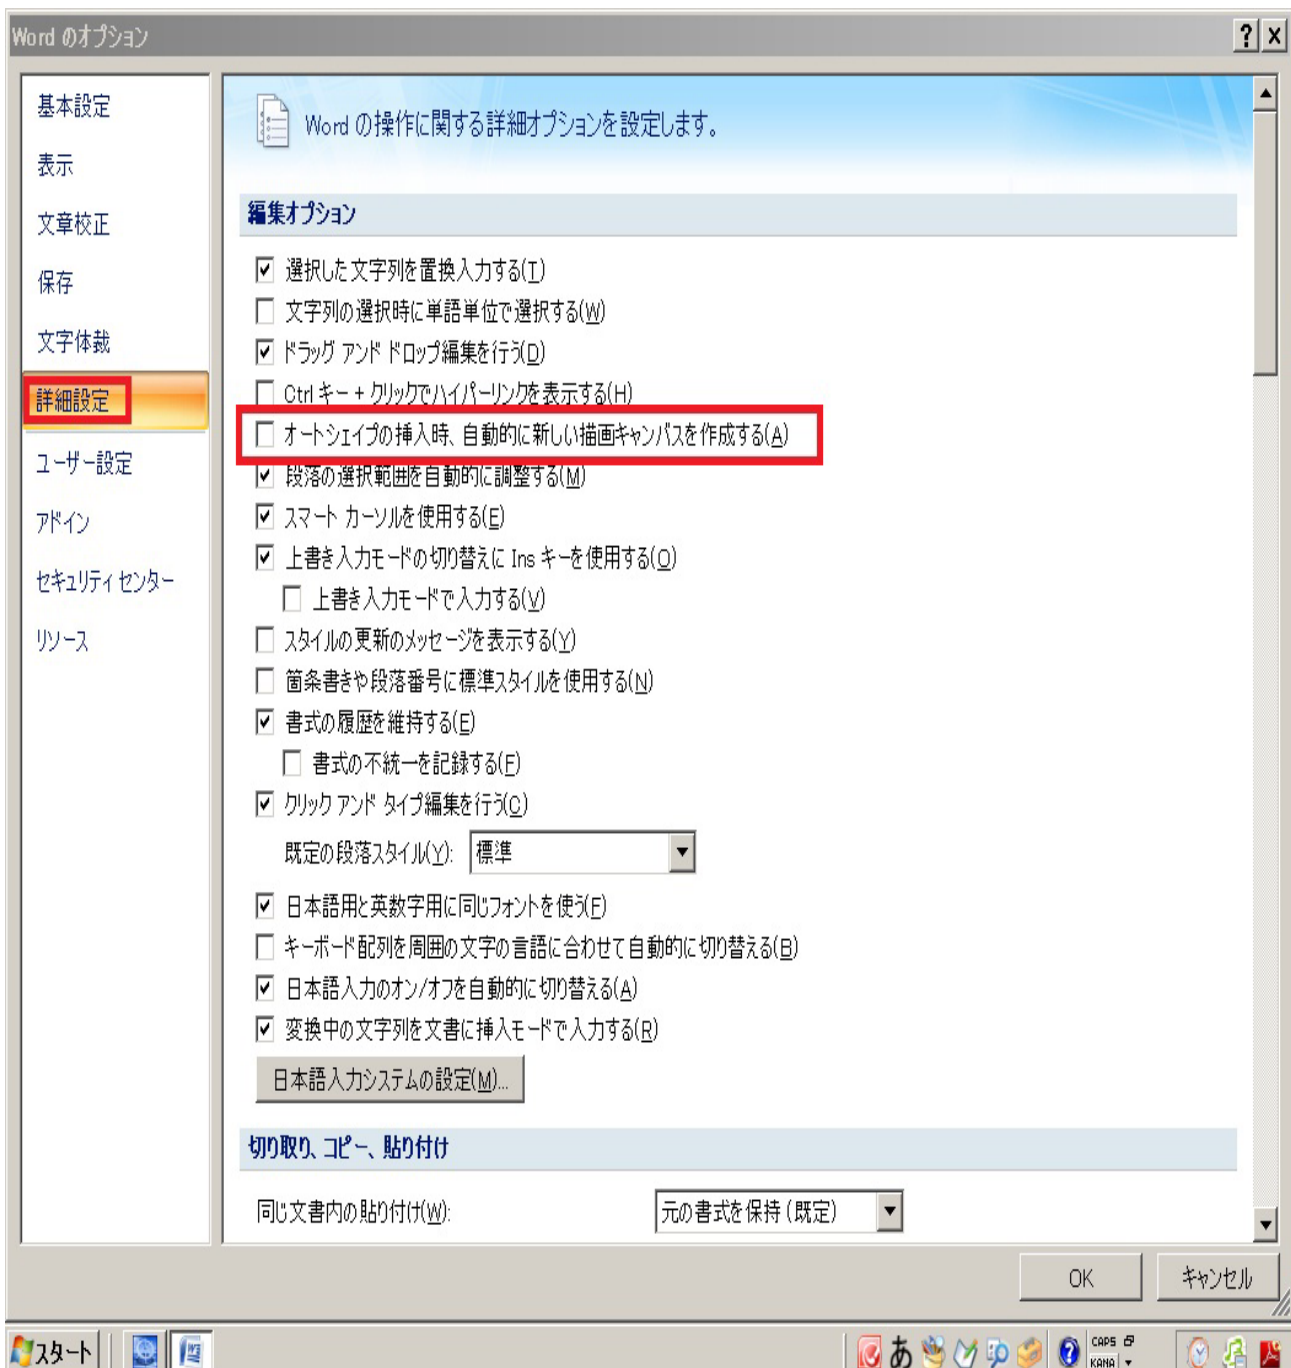 Word のオプション
基本設定
表示
文章校正
保存
文字体裁
詳細設定
ユーザー設定
アドイン
セキュリティ センター
リソース
Word の操作に関する詳細オプションを設定します。
編集オプション
選択した文字列を置換入力する(T)
文字列の選択時に単語単位で選択する(W)
ドラッグ アンド ドロップ編集を行う(D)
Ctrl キー + クリックでハイパーリンクを表示する(H)
オートシェイプの挿入時、自動的に新しい描画キャンバスを作成する(A)
段落の選択範囲を自動的に調整する(M)
スマート カーソルを使用する(E)
上書き入力モードの切り替えに Ins キーを使用する(O)
上書き入力モードで入力する(V)
スタイルの更新のメッセージを表示する(Y)
箇条書きや段落番号に標準スタイルを使用する(N)
書式の履歴を維持する(E)
書式の不統一を記録する(F)
クリック アンド タイプ編集を行う(C)
既定の段落スタイル(Y): 標準
日本語用と英数字用に同じフォントを使う(F)
キーボード配列を周囲の文字の言語に合わせて自動的に切り替える(B)
日本語入力のオン/オフを自動的に切り替える(A)
変換中の文字列を文書に挿入モードで入力する(R)
日本語入力システムの設定(M)...
切り取り、コピー、貼り付け
同じ文書内の貼り付け(W): 元の書式を保持 (既定)
OK キャンセル
スタート あ CAPS
KANA